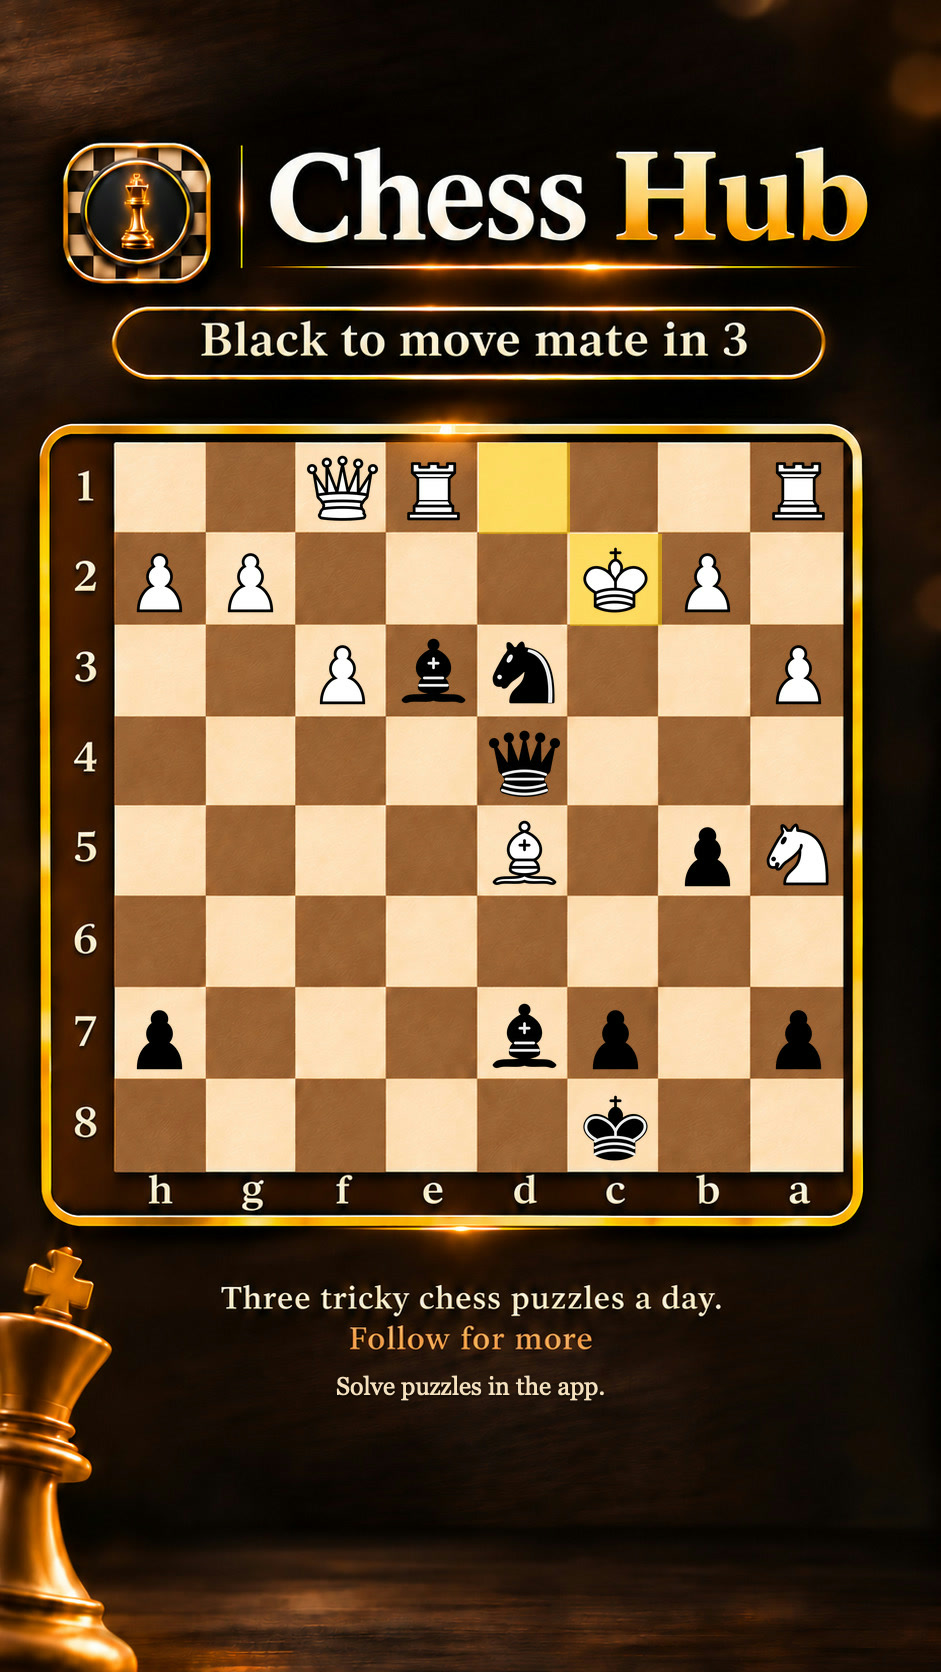 Chess Hub
Black to move mate in 3
1
2
3
4
5
6
7
8
h g f e d c b a
Three tricky chess puzzles a day.
Follow for more
Solve puzzles in the app.